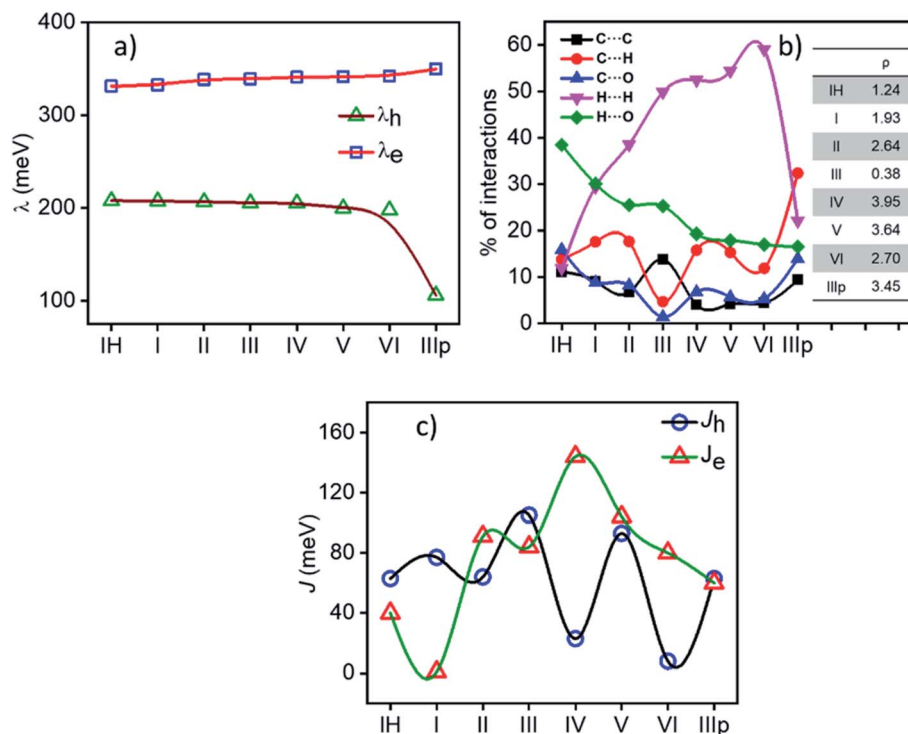 a)
400
300
200
100
λ (meV)
λh
λe
IH I II III IV V VI IIIp
b)
60
50
40
30
20
10
0
% of interactions
C···C
C···H
C···O
H···H
H···O
IH I II III IV V VI IIIp
ρ
IH 1.24
I 1.93
II 2.64
III 0.38
IV 3.95
V 3.64
VI 2.70
IIIp 3.45
c)
160
120
80
40
0
J (meV)
Jh
Je
IH I II III IV V VI IIIp